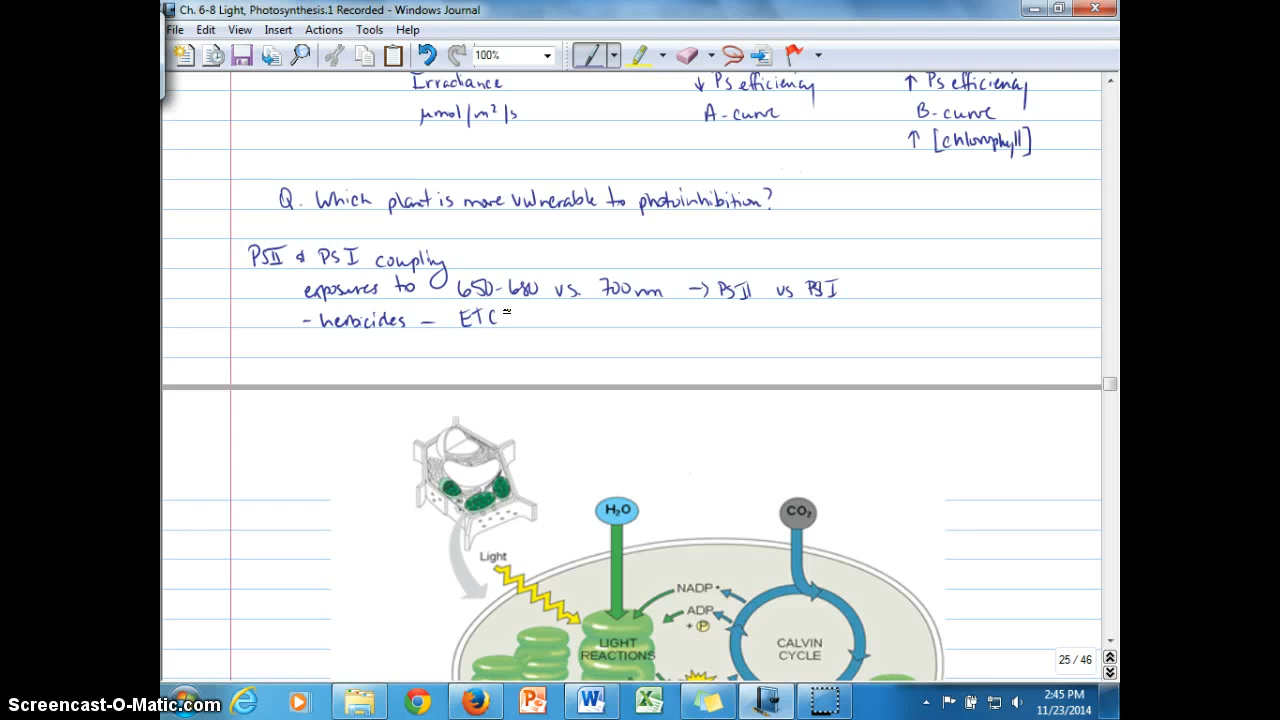 Ch. 6-8 Light, Photosynthesis.1 Recorded - Windows Journal
File Edit View Insert Actions Tools Help
100%
Irradiance
μmol/m²/s
↓ Ps efficiency
A-curve
↑ Ps efficiency
B-curve
↑ [chlorophyll]
Q. Which plant is more vulnerable to photoinhibition?
PSII & PSI coupling
exposures to 650-680 vs. 700nm → PSII vs PSI
- herbicides - ETC
Light
H₂O
CO₂
NADP+
ADP
+ P
LIGHT
REACTIONS
CALVIN
CYCLE
25 / 46
Screencast-O-Matic.com
2:45 PM
11/23/2014